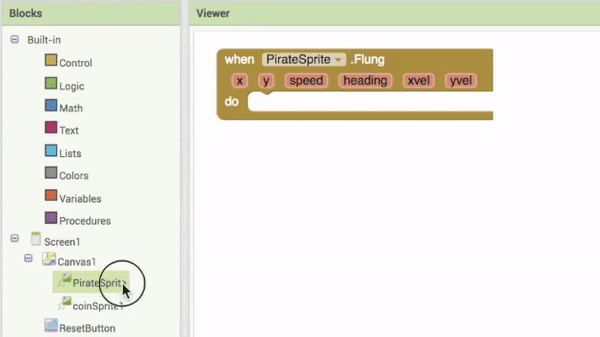 Blocks
Viewer
Built-in
Control
Logic
Math
Text
Lists
Colors
Variables
Procedures
Screen1
Canvas1
PirateSprite
coinSprite1
ResetButton
when PirateSprite .Flung
x y speed heading xvel yvel
do